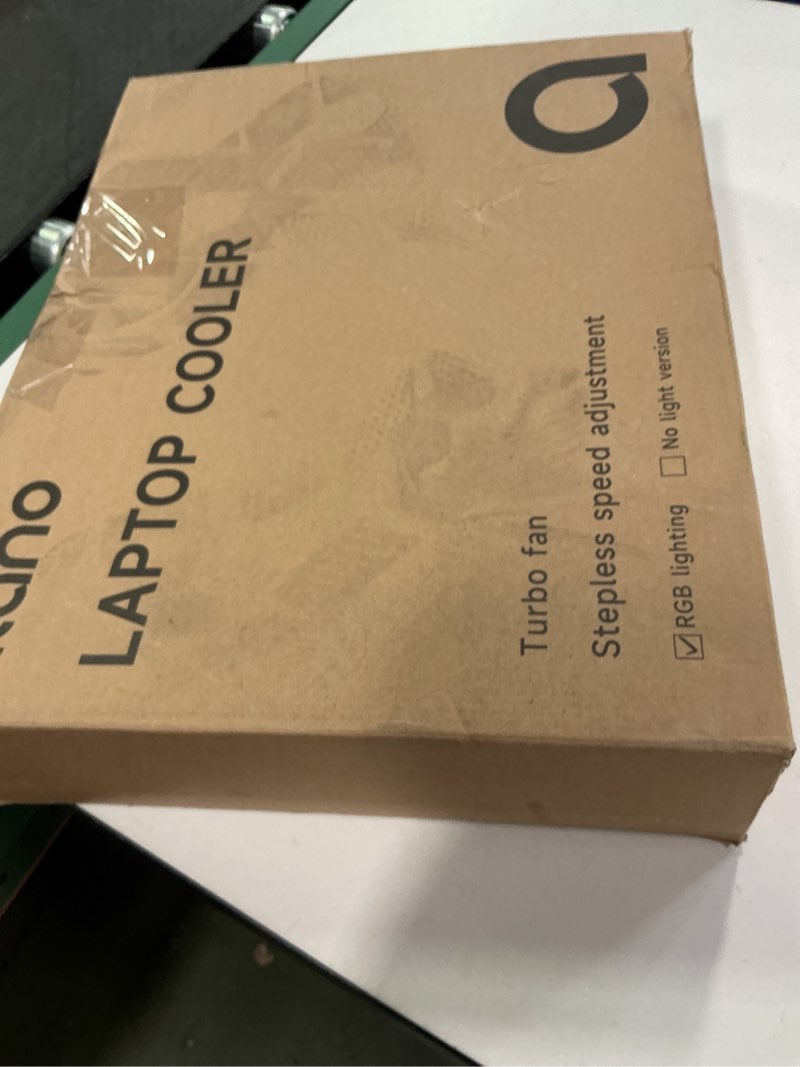 LAPTOP COOLER
Turbo fan
Stepless speed adjustment
☑ RGB lighting ☐ No light version